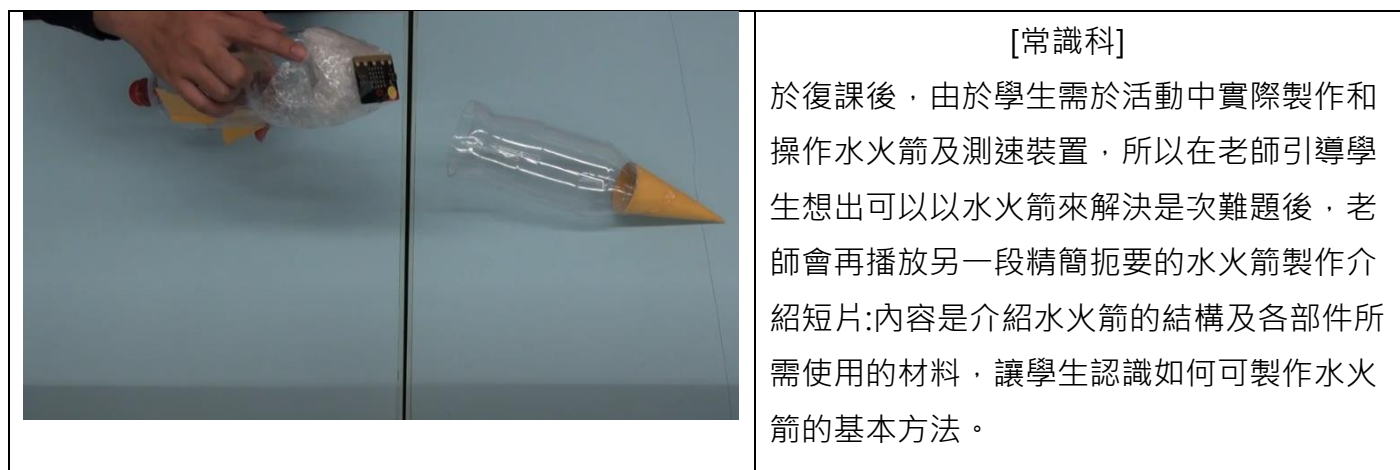 [常識科]
於復課後，由於學生需於活動中實際製作和
操作水火箭及測速裝置，所以在老師引導學
生想出可以以水火箭來解決是次難題後，老
師會再播放另一段精簡扼要的水火箭製作介
紹短片:內容是介紹水火箭的結構及各部件所
需使用的材料，讓學生認識如何可製作水火
箭的基本方法。